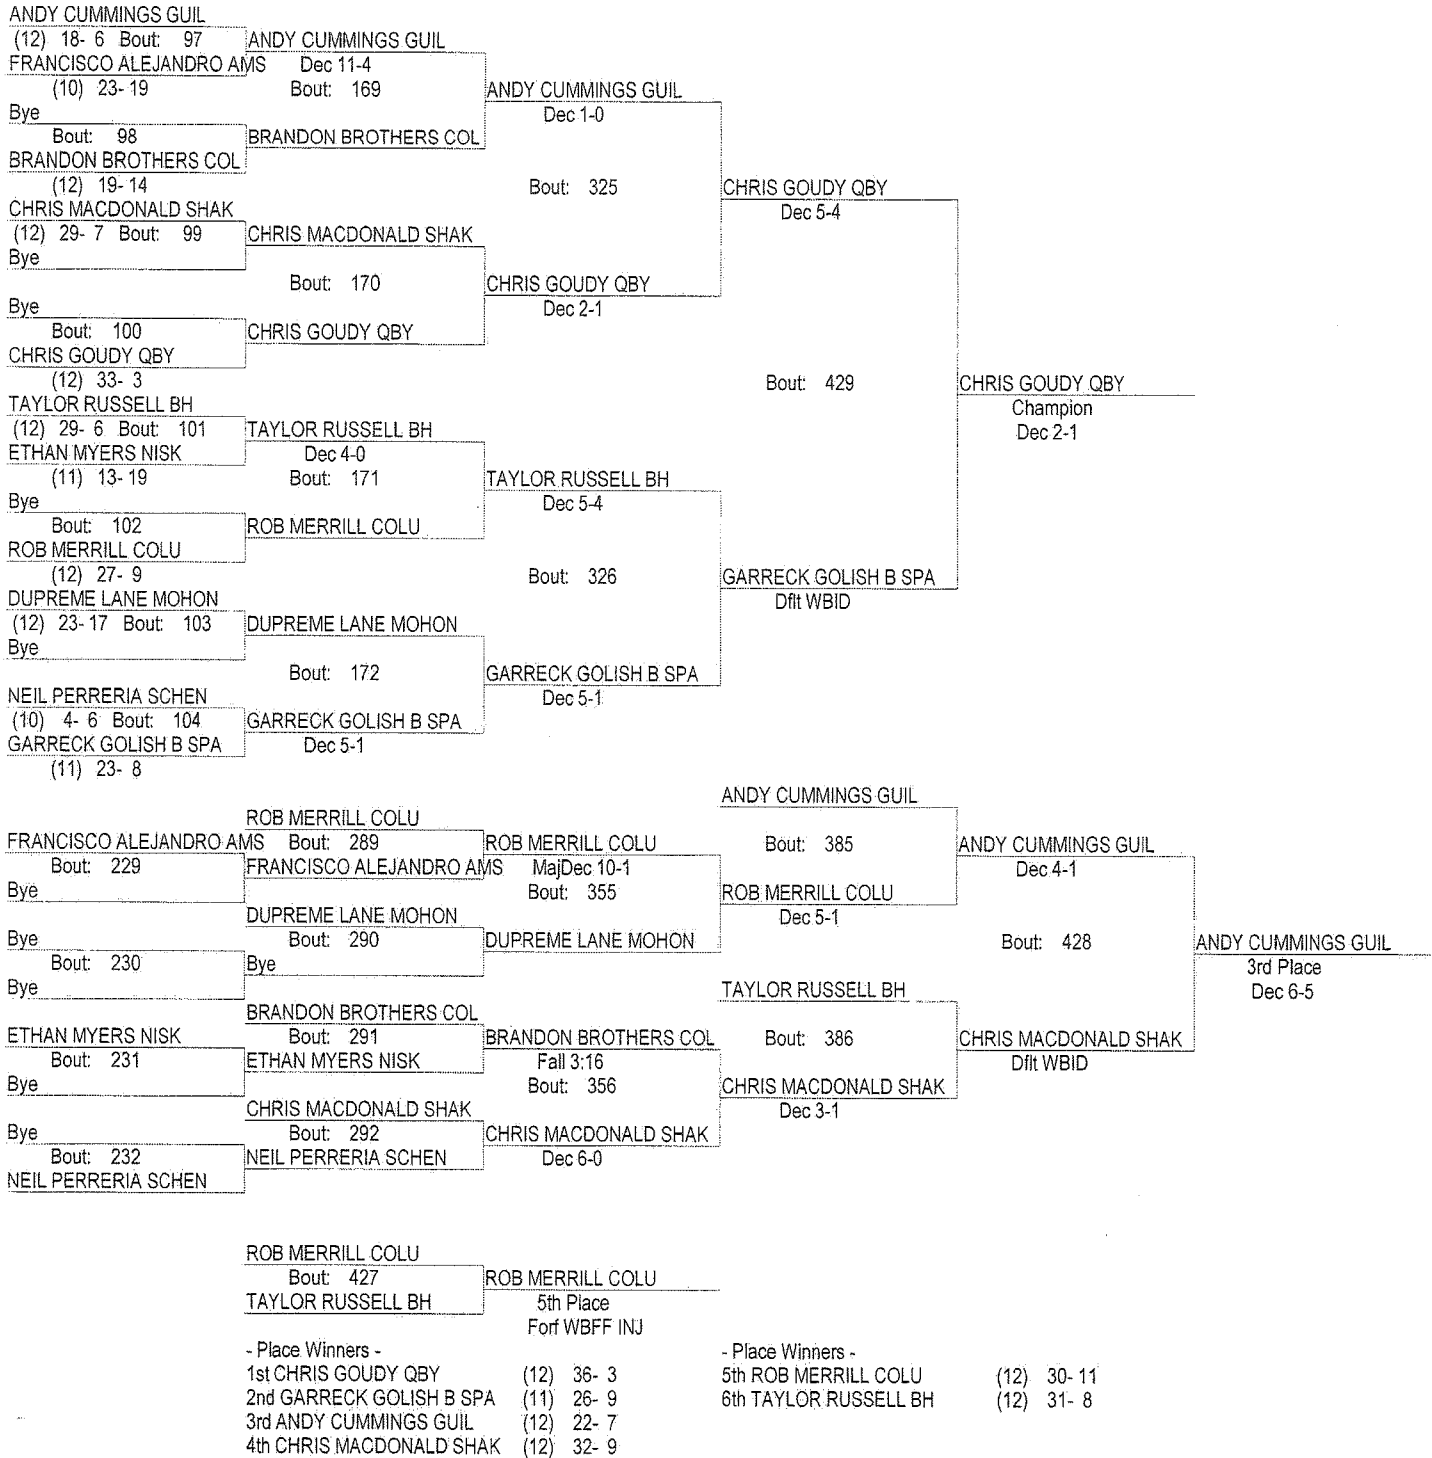 ANDY CUMMINGS GUIL
(12) 18- 6 Bout: 97 ANDY CUMMINGS GUIL
FRANCISCO ALEJANDRO AMS Dec 11-4
(10) 23- 19 Bout: 169 ANDY CUMMINGS GUIL
Bye Dec 1-0
Bout: 98 BRANDON BROTHERS COL
BRANDON BROTHERS COL
(12) 19- 14 Bout: 325 CHRIS GOUDY QBY
CHRIS MACDONALD SHAK Dec 5-4
(12) 29- 7 Bout: 99 CHRIS MACDONALD SHAK
Bye
Bout: 170 CHRIS GOUDY QBY
Bye Dec 2-1
Bout: 100 CHRIS GOUDY QBY
CHRIS GOUDY QBY
(12) 33- 3 Bout: 429 CHRIS GOUDY QBY
TAYLOR RUSSELL BH Champion
(12) 29- 6 Bout: 101 TAYLOR RUSSELL BH Dec 2-1
ETHAN MYERS NISK Dec 4-0
(11) 13- 19 Bout: 171 TAYLOR RUSSELL BH
Bye Dec 5-4
Bout: 102 ROB MERRILL COLU
ROB MERRILL COLU
(12) 27- 9 Bout: 326 GARRECK GOLISH B SPA
DUPREME LANE MOHON Dflt WBID
(12) 23- 17 Bout: 103 DUPREME LANE MOHON
Bye
Bout: 172 GARRECK GOLISH B SPA
NEIL PERRERIA SCHEN Dec 5-1
(10) 4- 6 Bout: 104 GARRECK GOLISH B SPA
GARRECK GOLISH B SPA Dec 5-1
(11) 23- 8
ANDY CUMMINGS GUIL
ROB MERRILL COLU
FRANCISCO ALEJANDRO AMS Bout: 289 ROB MERRILL COLU Bout: 385 ANDY CUMMINGS GUIL
Bout: 229 FRANCISCO ALEJANDRO AMS MajDec 10-1 Dec 4-1
Bye Bout: 355 ROB MERRILL COLU
DUPREME LANE MOHON Dec 5-1
Bye Bout: 290 DUPREME LANE MOHON Bout: 428 ANDY CUMMINGS GUIL
Bout: 230 Bye 3rd Place
Bye TAYLOR RUSSELL BH Dec 6-5
BRANDON BROTHERS COL
ETHAN MYERS NISK Bout: 291 BRANDON BROTHERS COL Bout: 386 CHRIS MACDONALD SHAK
Bout: 231 ETHAN MYERS NISK Fall 3:16 Dflt WBID
Bye Bout: 356 CHRIS MACDONALD SHAK
CHRIS MACDONALD SHAK Dec 3-1
Bye Bout: 292 CHRIS MACDONALD SHAK
Bout: 232 NEIL PERRERIA SCHEN Dec 6-0
NEIL PERRERIA SCHEN
ROB MERRILL COLU
Bout: 427 ROB MERRILL COLU
TAYLOR RUSSELL BH 5th Place
Forf WBFF INJ
- Place Winners - - Place Winners -
1st CHRIS GOUDY QBY (12) 36- 3 5th ROB MERRILL COLU (12) 30- 11
2nd GARRECK GOLISH B SPA (11) 26- 9 6th TAYLOR RUSSELL BH (12) 31- 8
3rd ANDY CUMMINGS GUIL (12) 22- 7
4th CHRIS MACDONALD SHAK (12) 32- 9